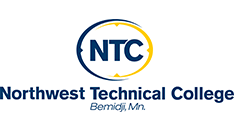 NTC
Northwest Technical College
Bemidji, Mn.